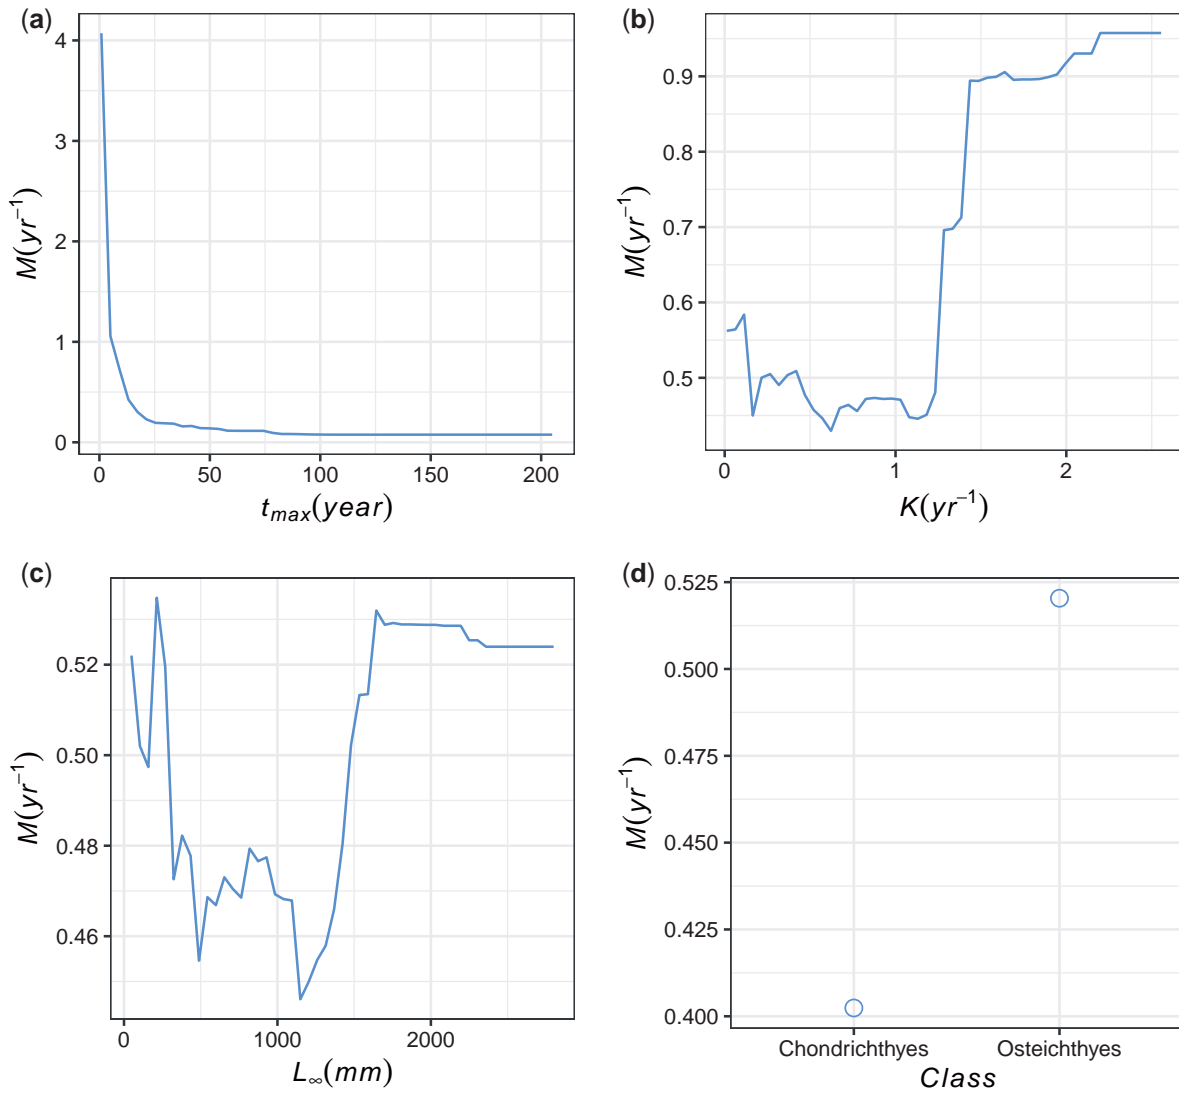 (a)
4
3
2
1
0
M(yr⁻¹)
0 50 100 150 200
t_max(year)
(b)
0.9
0.8
0.7
0.6
0.5
M(yr⁻¹)
0 1 2
K(yr⁻¹)
(c)
0.52
0.50
0.48
0.46
M(yr⁻¹)
0 1000 2000
L_∞(mm)
(d)
0.525
0.500
0.475
0.450
0.425
0.400
M(yr⁻¹)
Chondrichthyes Osteichthyes
Class